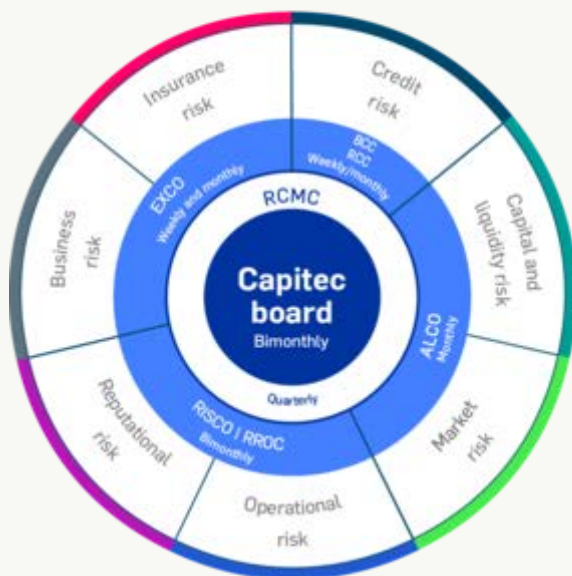 Insurance
risk
Credit
risk
Capital and
liquidity risk
Market
risk
Operational
risk
Reputational
risk
Business
risk
EXCO
Weekly and monthly
BCC
RCC
Weekly/monthly
ALCO
Monthly
RISCO | RROC
Bimonthly
RCMC
Quarterly
Capitec
board
Bimonthly